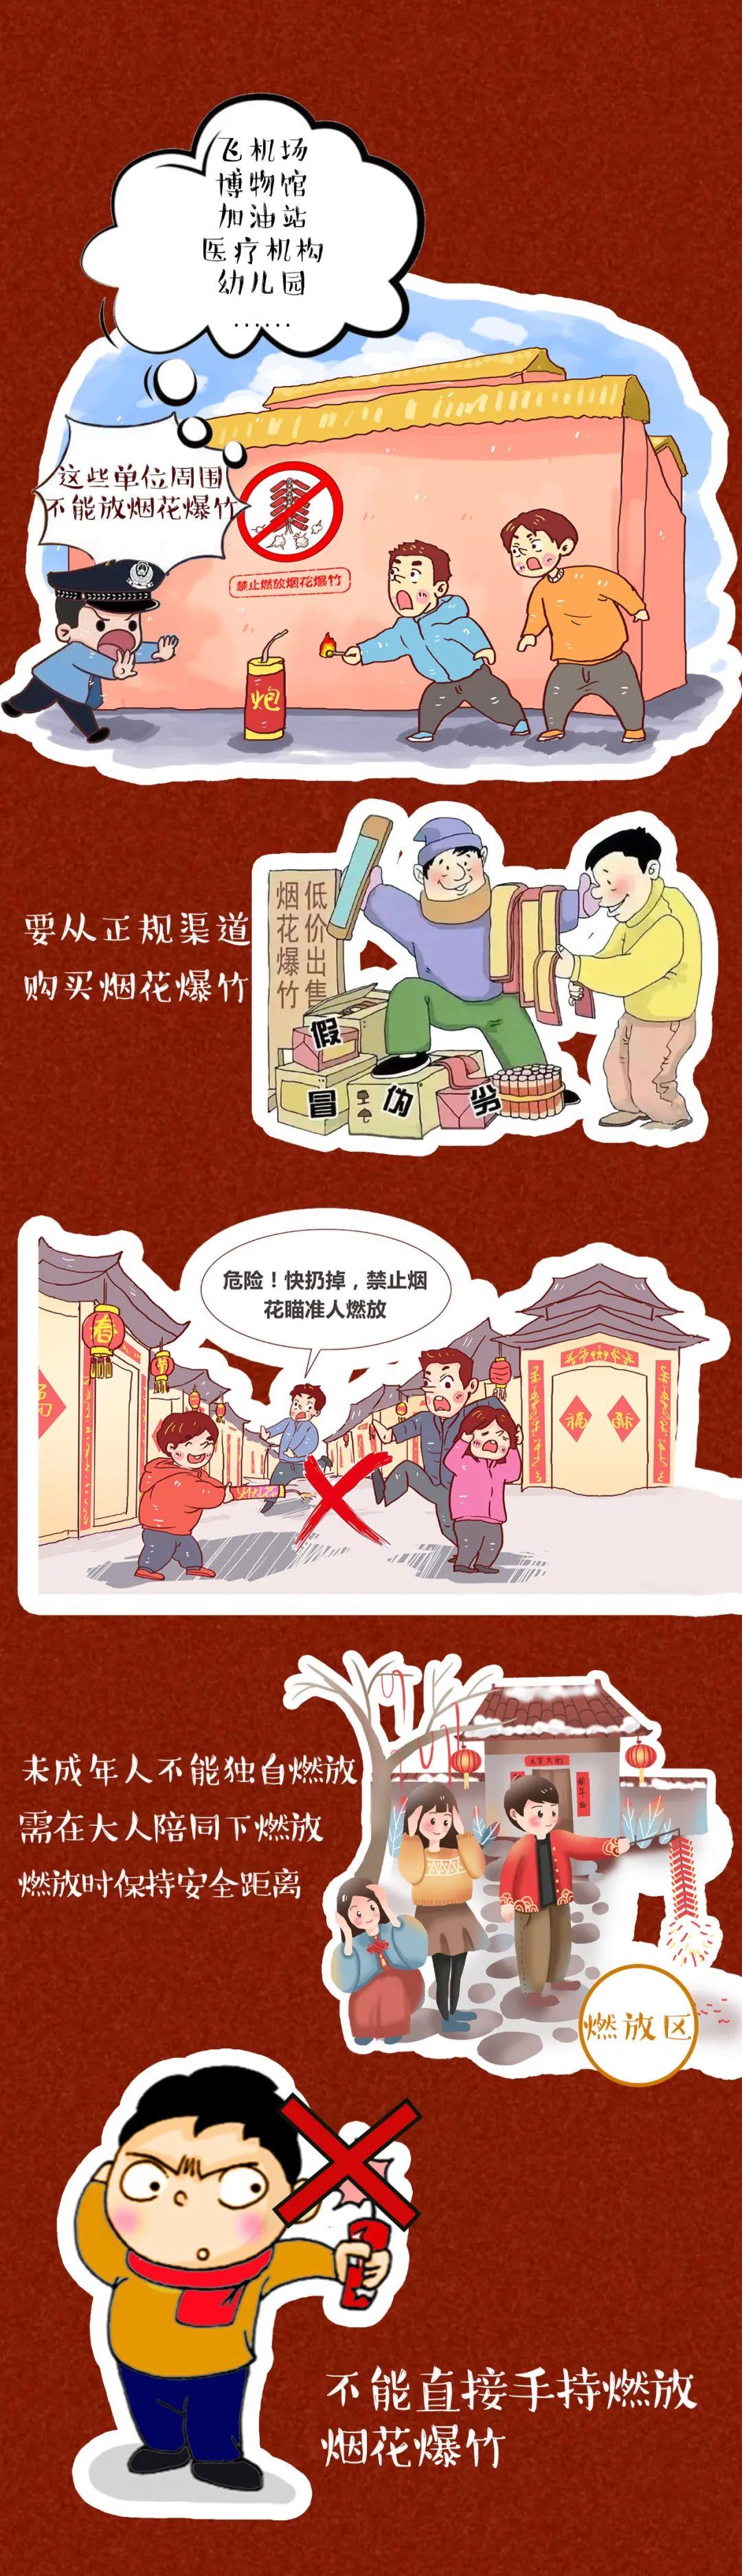 飞机场
博物馆
加油站
医疗机构
幼儿园
......
这些单位周围
不能放烟花爆竹
禁止燃放烟花爆竹
炮
要从正规渠道
购买烟花爆竹
低价出售
烟花爆竹
假
冒
伪
劣
危险！快扔掉，禁止烟
花瞄准人燃放
春
福
福
未成年人不能独自燃放
需在大人陪同下燃放
燃放时保持安全距离
燃放区
不能直接手持燃放
烟花爆竹